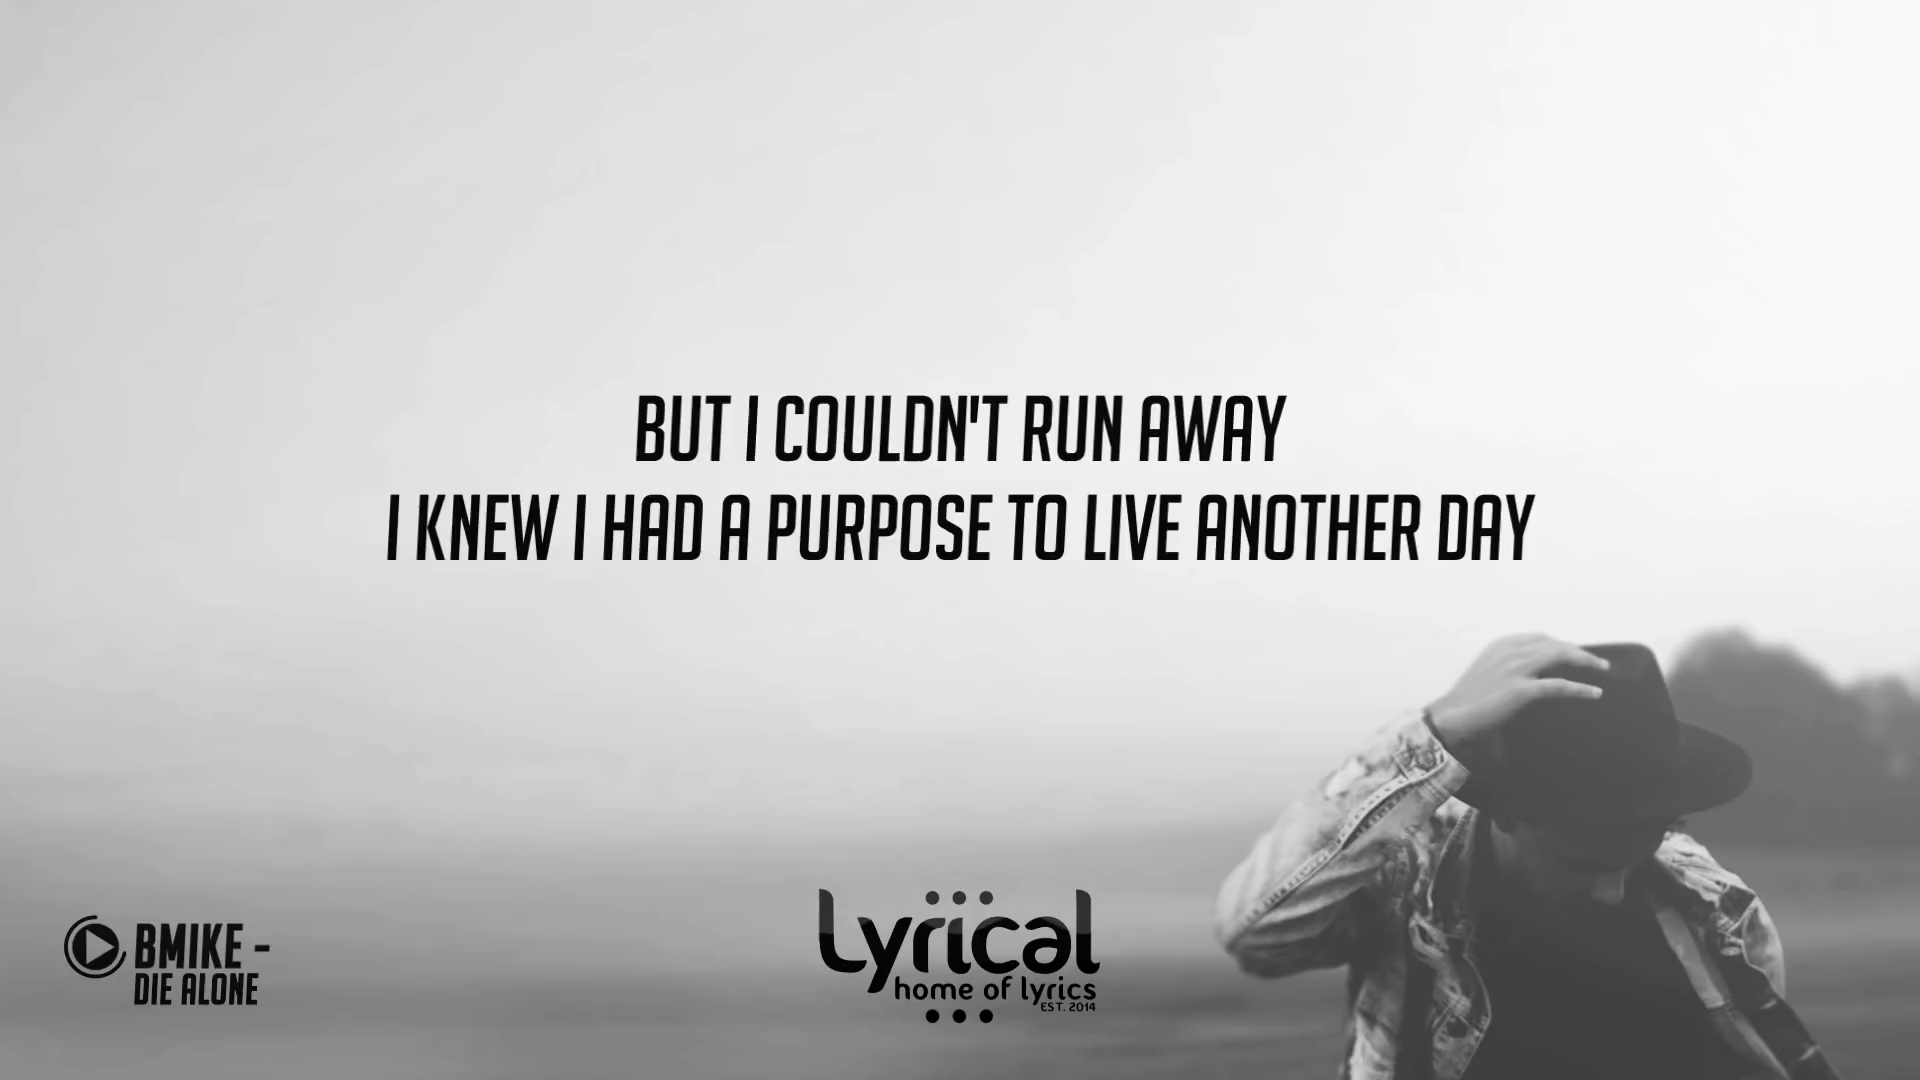 BUT I COULDN'T RUN AWAY
I KNEW I HAD A PURPOSE TO LIVE ANOTHER DAY
BMIKE -
DIE ALONE
Lyrical
home of lyrics
EST. 2014